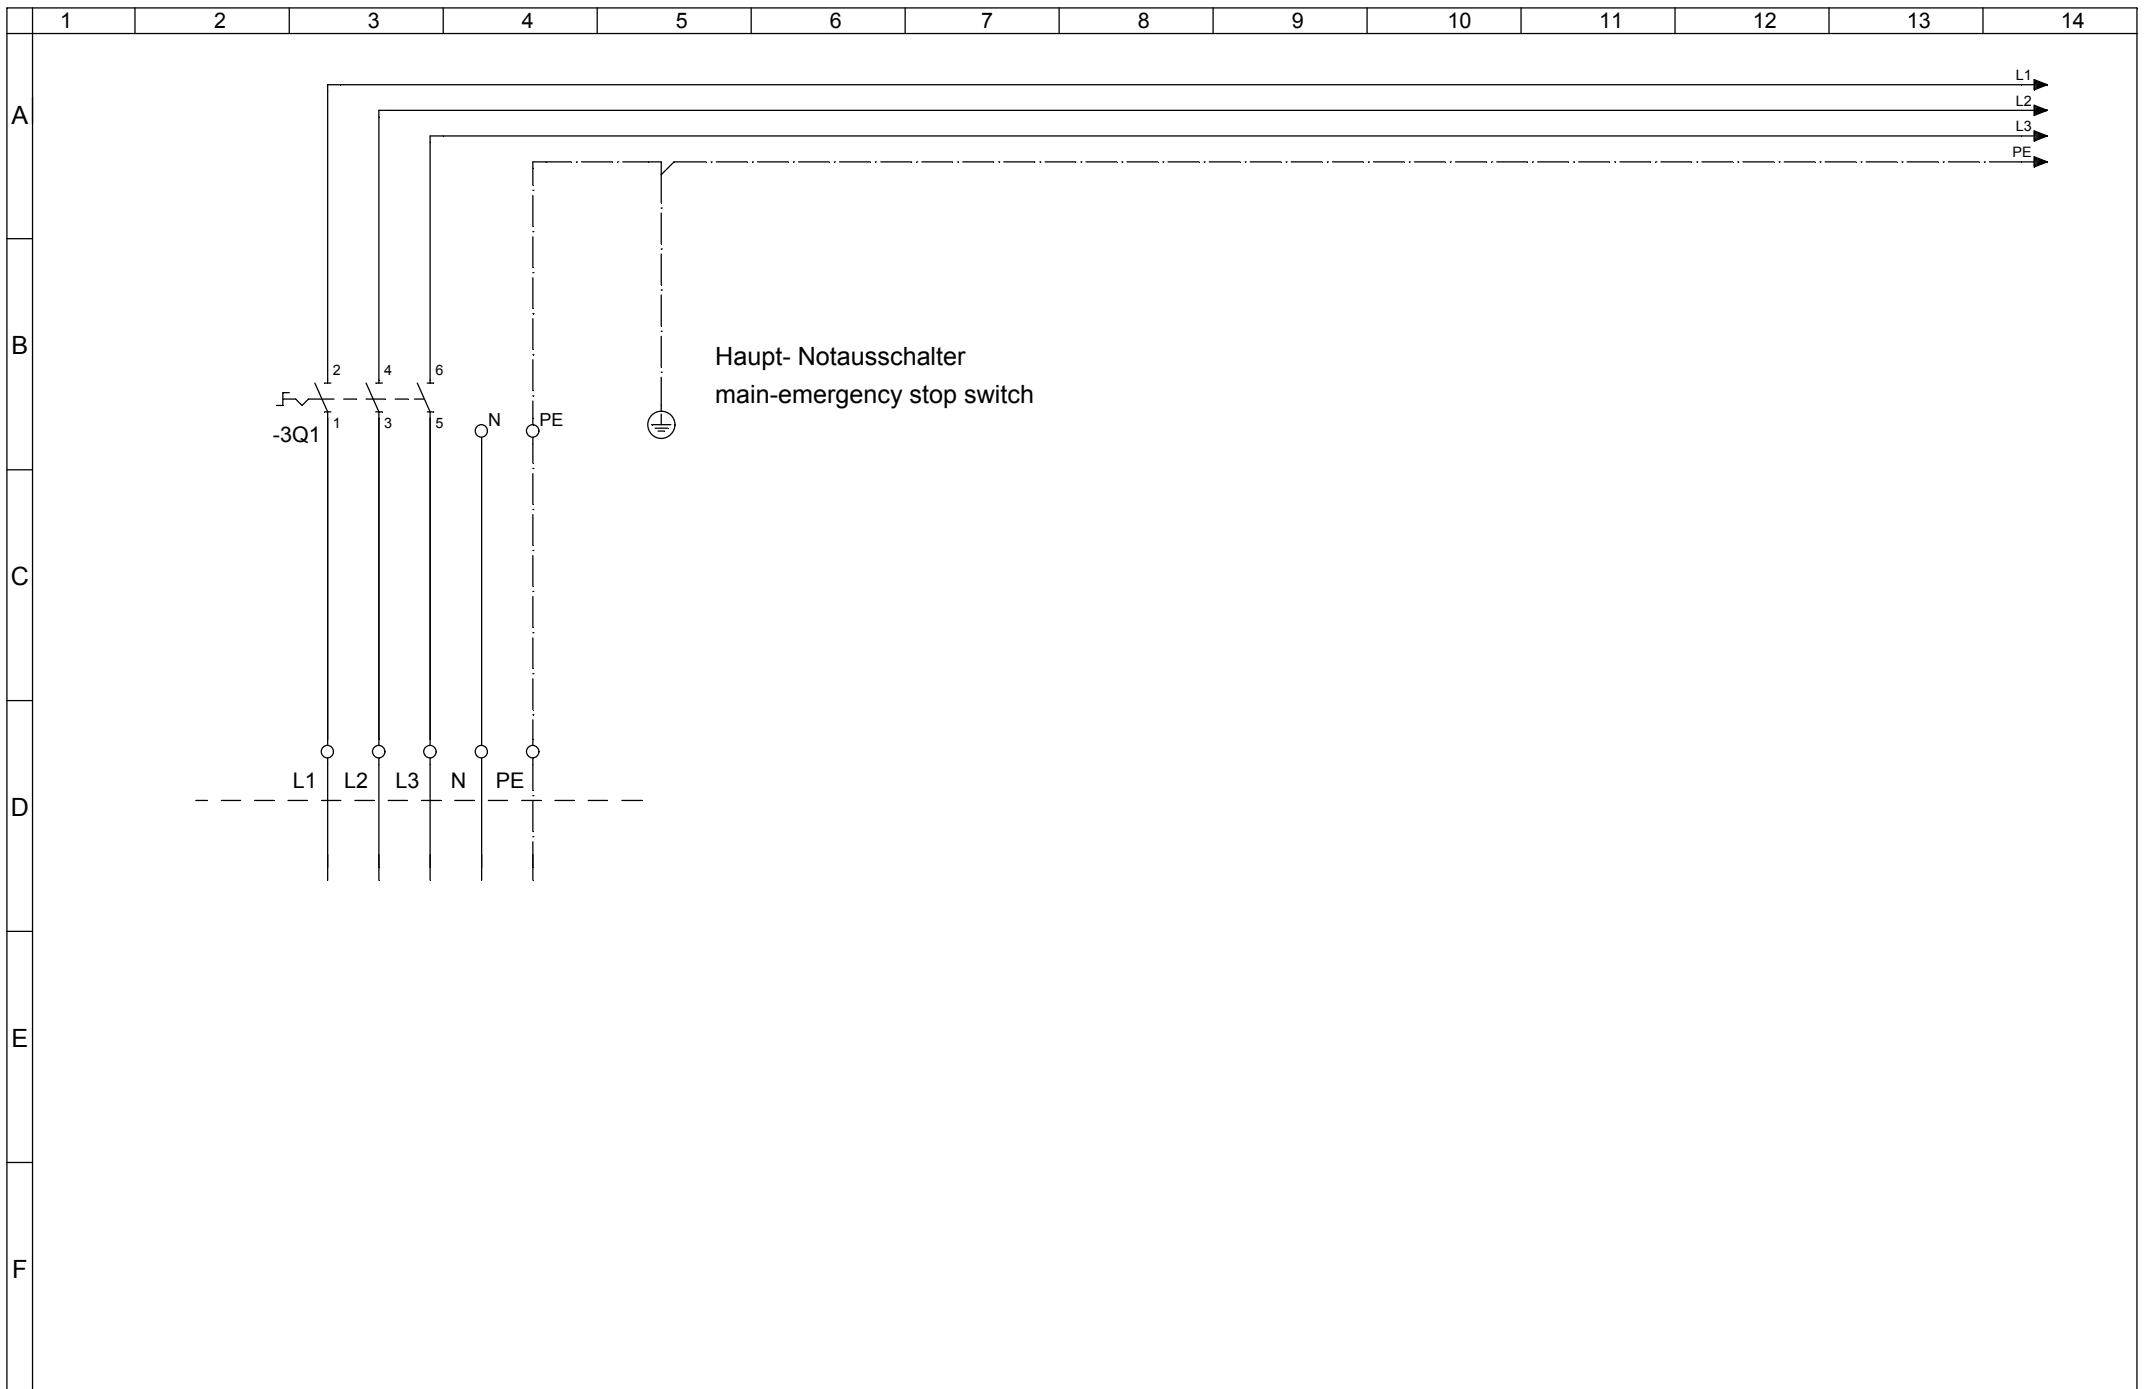 1 2 3 4 5 6 7 8 9 10 11 12 13 14
L1
A
L2
L3
PE
B
Haupt- Notausschalter
2 4 6
main-emergency stop switch
1 3 5 N PE
-3Q1
C
L1 L2 L3 N PE
D
E
F